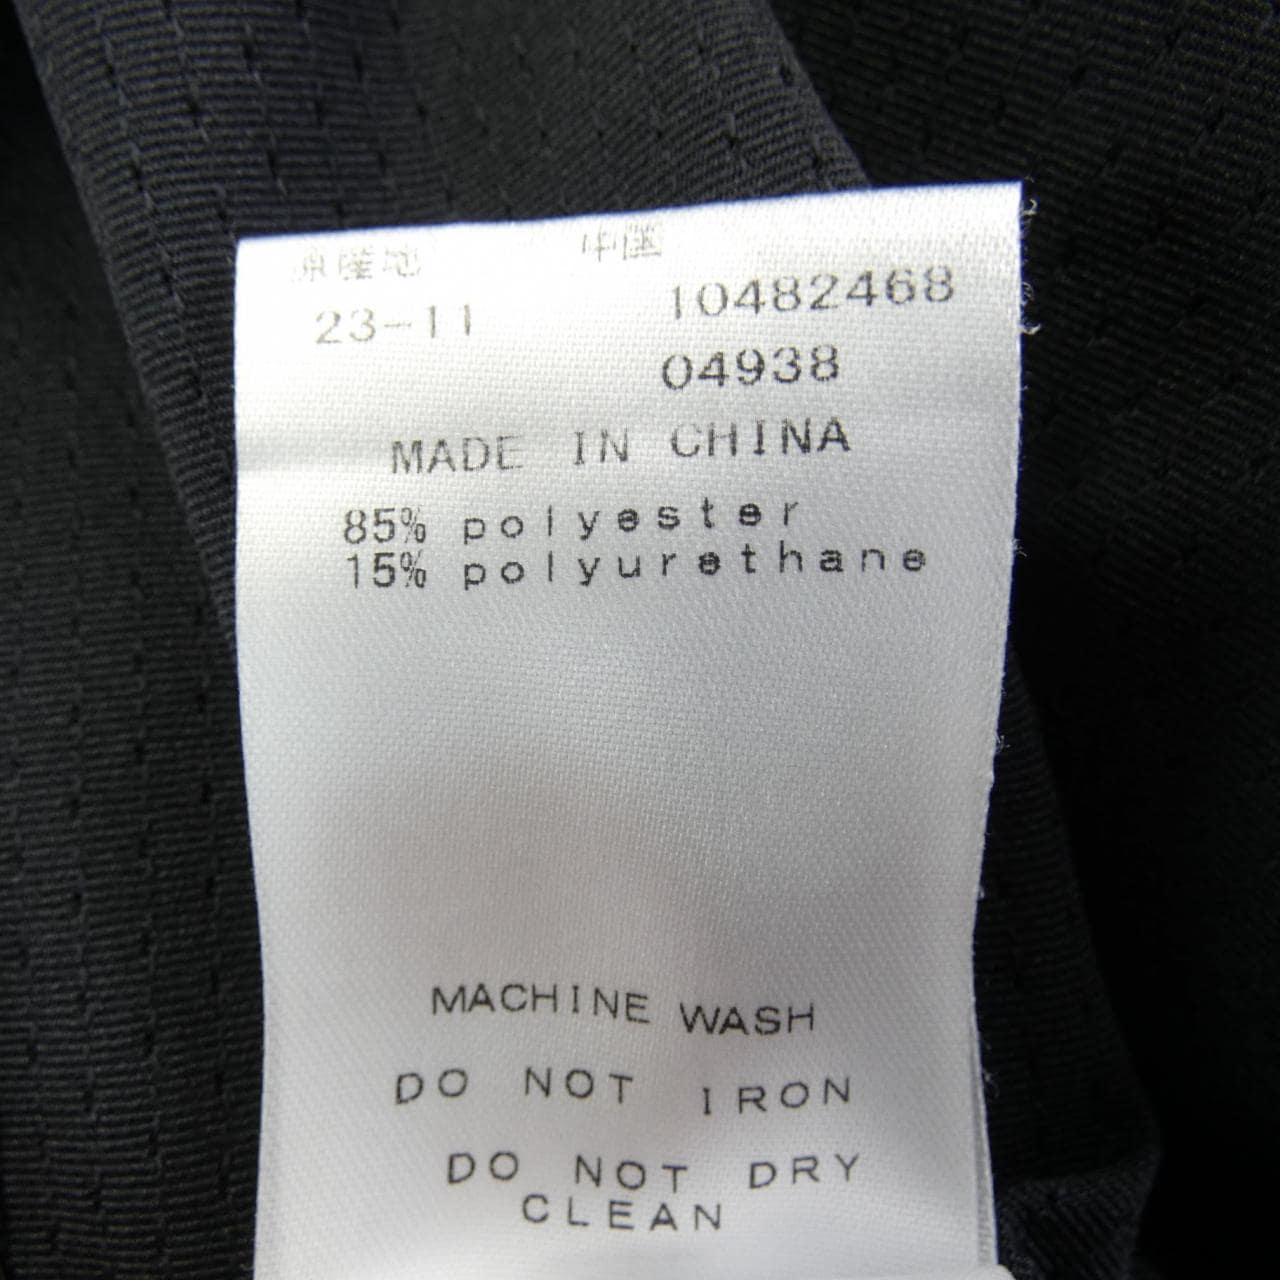 原産地 中国
23-11 10482468
04938
MADE IN CHINA
85% polyester
15% polyurethane
MACHINE WASH
DO NOT IRON
DO NOT DRY
CLEAN